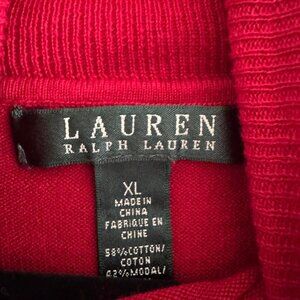 LAUREN
RALPH LAUREN
XL
MADE IN
CHINA
FABRIQUE EN
CHINE
58%COTTON/
COTON
42%MODAL/